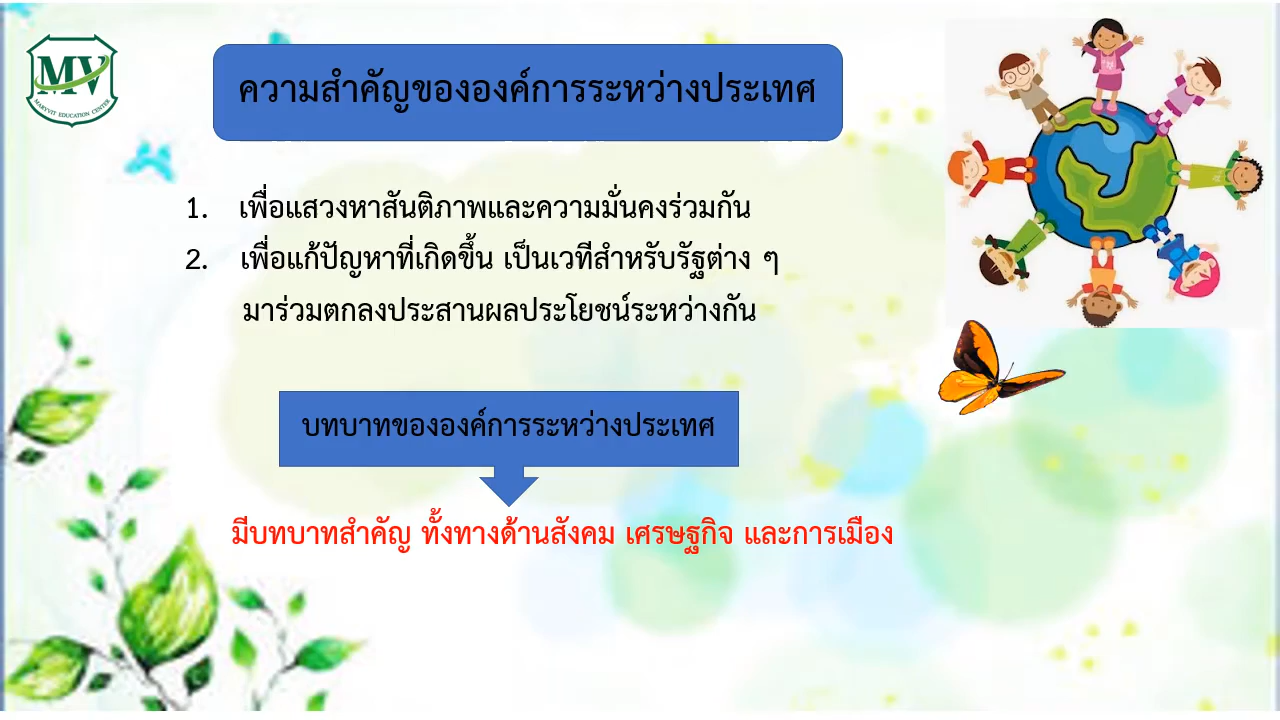 MV
MARYVIT EDUCATION CENTER
ความสำคัญขององค์การระหว่างประเทศ
1. เพื่อแสวงหาสันติภาพและความมั่นคงร่วมกัน
2. เพื่อแก้ปัญหาที่เกิดขึ้น เป็นเวทีสำหรับรัฐต่าง ๆ
มาร่วมตกลงประสานผลประโยชน์ระหว่างกัน
บทบาทขององค์การระหว่างประเทศ
มีบทบาทสำคัญ ทั้งทางด้านสังคม เศรษฐกิจ และการเมือง